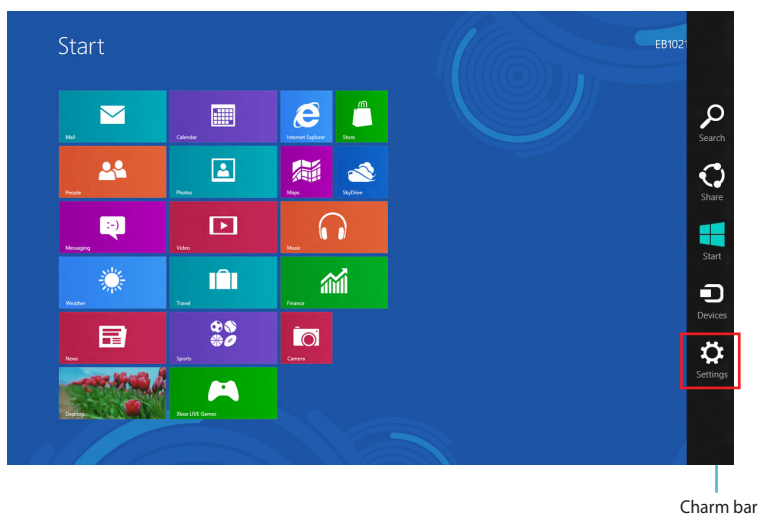 Start
EB1021
Mail
Calendar
Internet Explorer
Store
People
Photos
Maps
SkyDrive
Messaging
:-)
Video
Music
Weather
Travel
Finance
News
Sports
Camera
Desktop
Xbox LIVE Games
Search
Share
Start
Devices
Settings
Charm bar